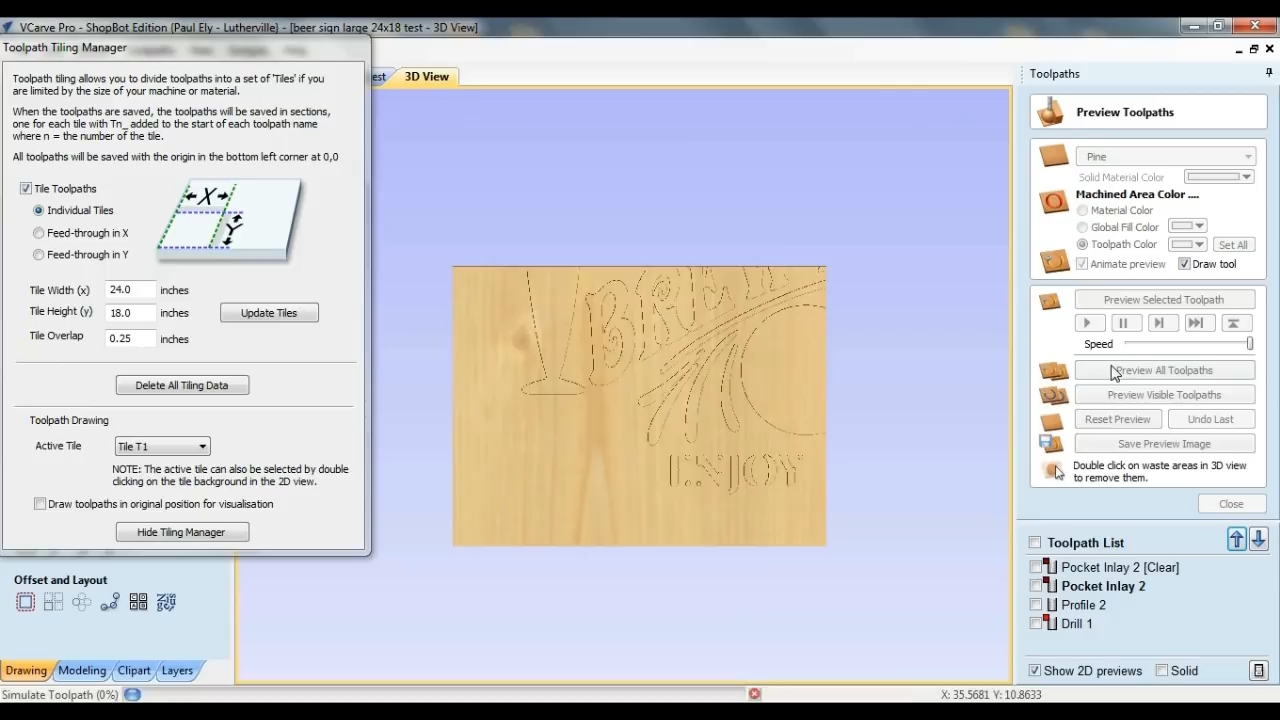 VCarve Pro - ShopBot Edition {Paul Ely - Lutherville} - [beer sign large 24x18 test - 3D View]
Toolpath Tiling Manager
Toolpath tiling allows you to divide toolpaths into a set of 'Tiles' if you
are limited by the size of your machine or material.
When the toolpaths are saved, the toolpaths will be saved in sections,
one for each tile with Tn_ added to the start of each toolpath name
where n = the number of the tile.
All toolpaths will be saved with the origin in the bottom left corner at 0,0
Tile Toolpaths
Individual Tiles
Feed-through in X
Feed-through in Y
X
Y
Tile Width (x) 24.0 inches
Tile Height (y) 18.0 inches
Update Tiles
Tile Overlap 0.25 inches
Delete All Tiling Data
Toolpath Drawing
Active Tile Tile T1
NOTE: The active tile can also be selected by double
clicking on the tile background in the 2D view.
Draw toolpaths in original position for visualisation
Hide Tiling Manager
Offset and Layout
Drawing Modeling Clipart Layers
Simulate Toolpath (0%)
est 3D View
ENJOY
Toolpaths
Preview Toolpaths
Pine
Solid Material Color
Machined Area Color ....
Material Color
Global Fill Color
Toolpath Color Set All
Animate preview Draw tool
Preview Selected Toolpath
Speed
Preview All Toolpaths
Preview Visible Toolpaths
Reset Preview Undo Last
Save Preview Image
Double click on waste areas in 3D view
to remove them.
Close
Toolpath List
Pocket Inlay 2 [Clear]
Pocket Inlay 2
Profile 2
Drill 1
Show 2D previews Solid
X: 35.5681 Y: 10.8633